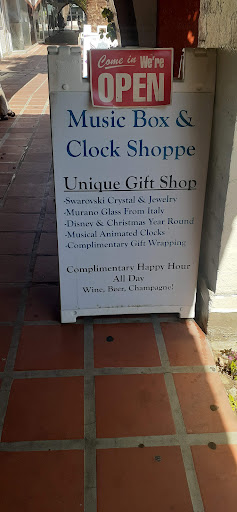 Come in We're
OPEN
Music Box &
Clock Shoppe
Unique Gift Shop
-Swarovski Crystal & Jewelry
-Murano Glass From Italy
-Disney & Christmas Year Round
-Musical Animated Clocks
-Complimentary Gift Wrapping
Complimentary Happy Hour
All Day
Wine, Beer, Champagne!